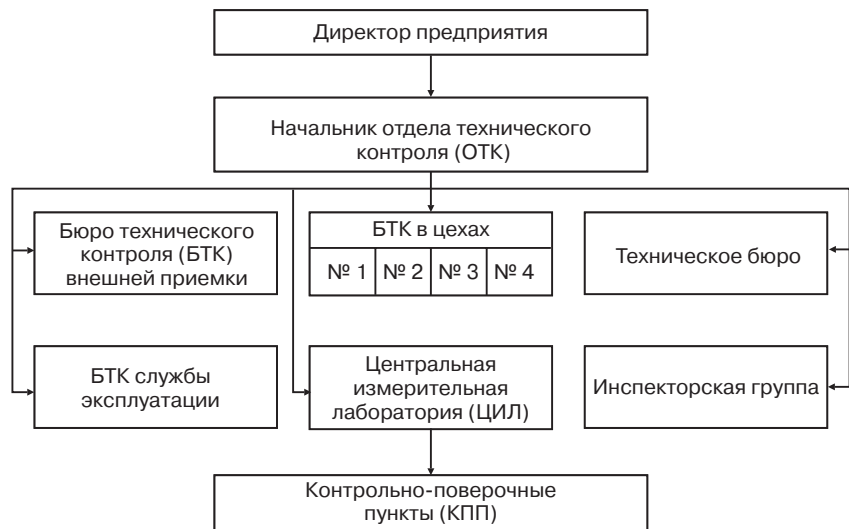 Директор предприятия
Начальник отдела технического
контроля (ОТК)
Бюро технического
контроля (БТК)
внешней приемки
БТК в цехах
№ 1 № 2 № 3 № 4
Техническое бюро
БТК службы
эксплуатации
Центральная
измерительная
лаборатория (ЦИЛ)
Инспекторская группа
Контрольно-поверочные
пункты (КПП)